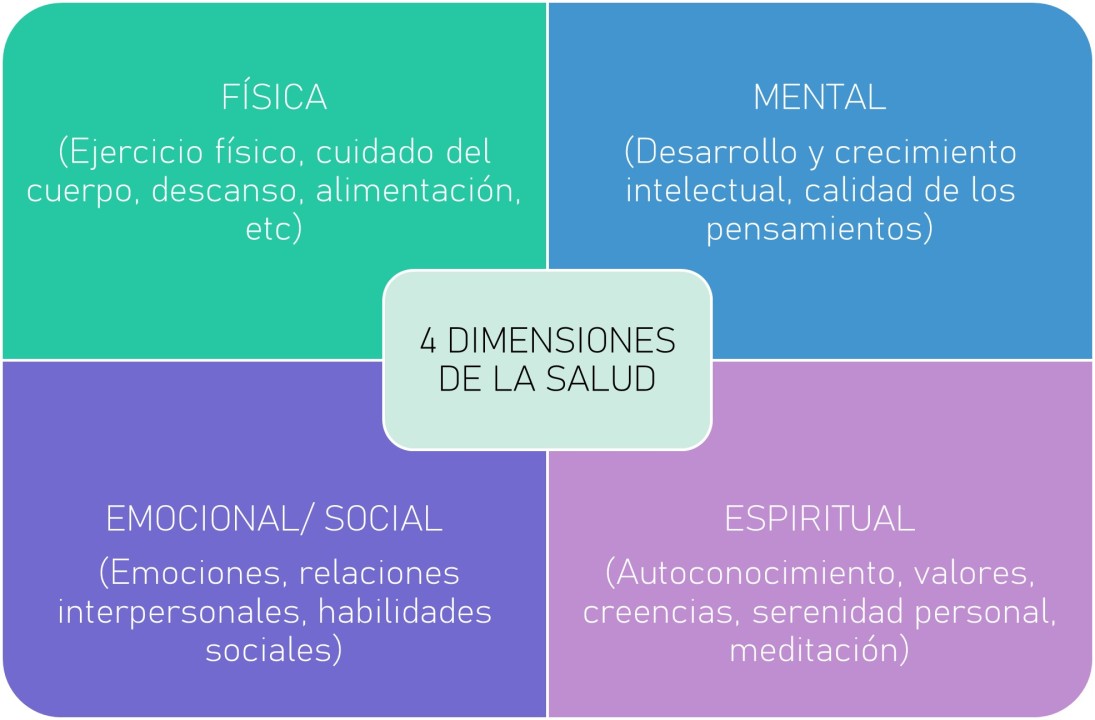 FÍSICA
(Ejercicio físico, cuidado del
cuerpo, descanso, alimentación,
etc)
MENTAL
(Desarrollo y crecimiento
intelectual, calidad de los
pensamientos)
4 DIMENSIONES
DE LA SALUD
EMOCIONAL/ SOCIAL
(Emociones, relaciones
interpersonales, habilidades
sociales)
ESPIRITUAL
(Autoconocimiento, valores,
creencias, serenidad personal,
meditación)